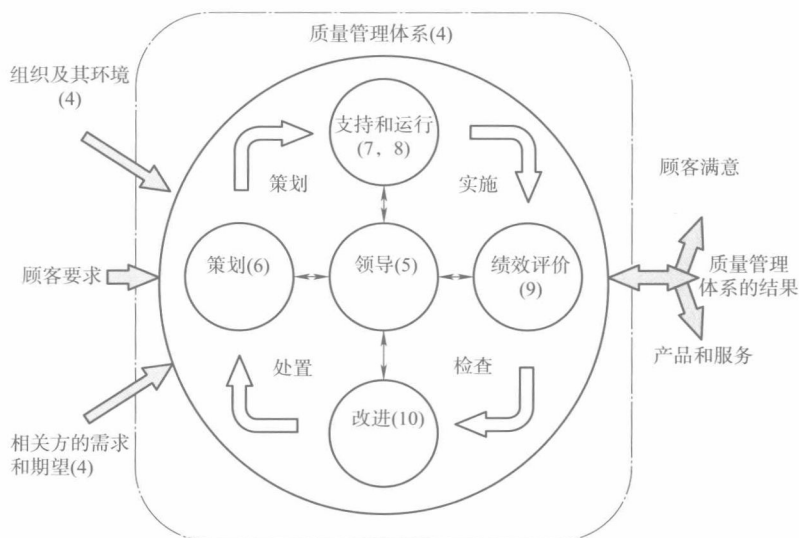 质量管理体系(4)
组织及其环境
(4)
支持和运行
(7，8)
策划
实施
顾客满意
顾客要求
策划(6)
领导(5)
绩效评价
(9)
质量管理
体系的结果
处置
检查
产品和服务
改进(10)
相关方的需求
和期望(4)